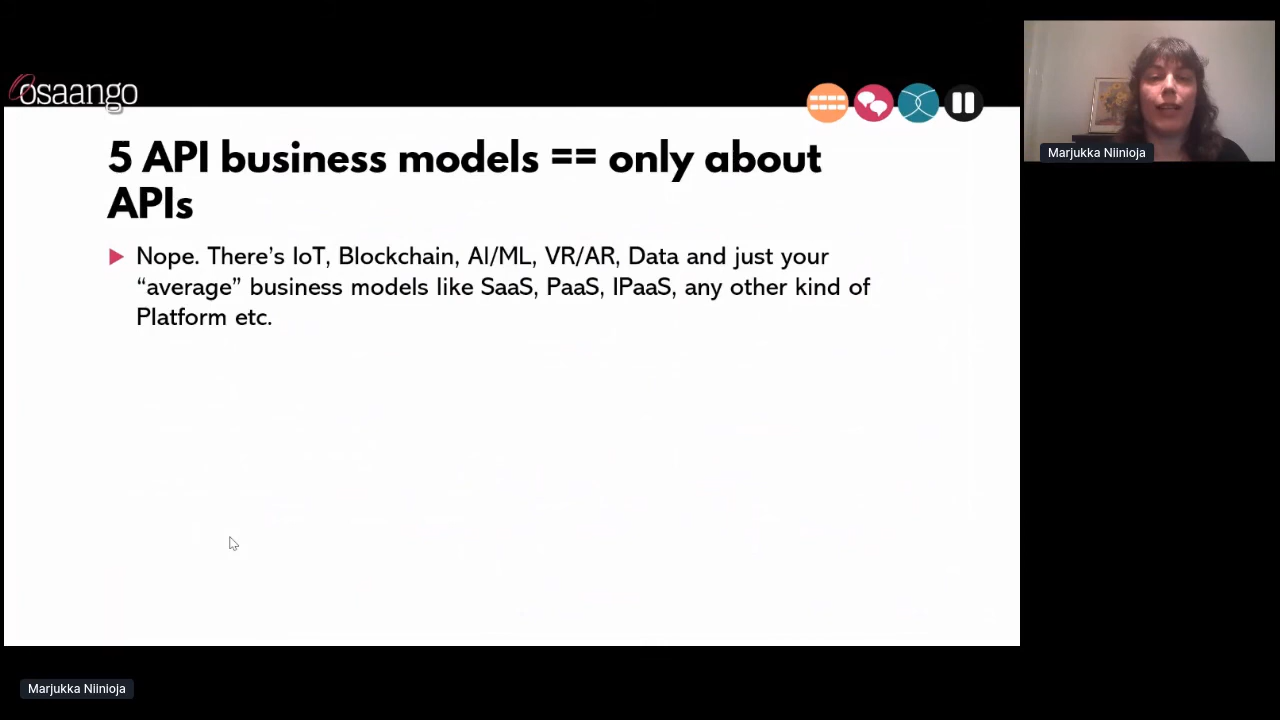 osaango
Marjukka Niinioja
5 API business models == only about
APIs
Nope. There’s IoT, Blockchain, AI/ML, VR/AR, Data and just your
“average” business models like SaaS, PaaS, IPaaS, any other kind of
Platform etc.
Marjukka Niinioja